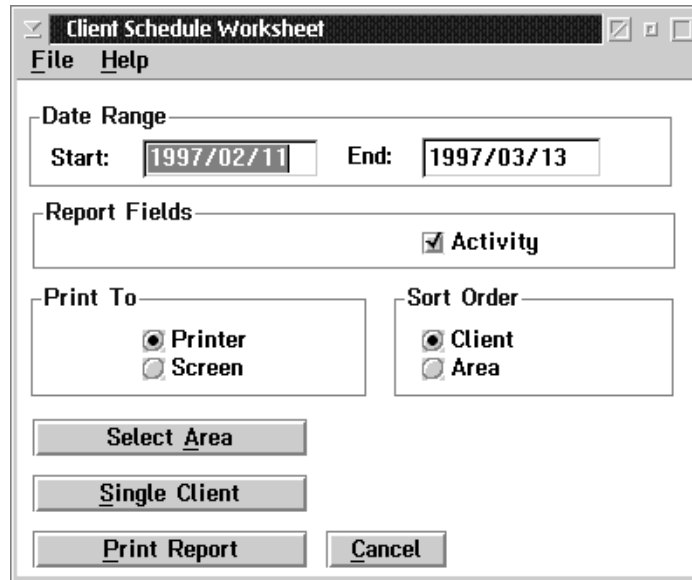 Client Schedule Worksheet
File Help
Date Range
Start: 1997/02/11 End: 1997/03/13
Report Fields
Activity
Print To Sort Order
Printer Client
Screen Area
Select Area
Single Client
Print Report Cancel